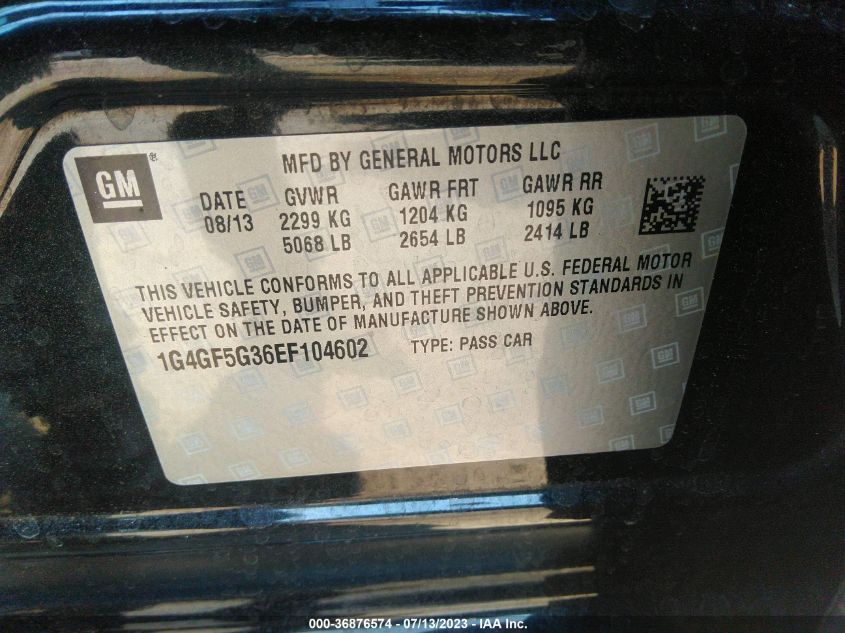 GM®
MFD BY GENERAL MOTORS LLC
DATE GVWR GAWR FRT GAWR RR
08/13 2299 KG 1204 KG 1095 KG
5068 LB 2654 LB 2414 LB
THIS VEHICLE CONFORMS TO ALL APPLICABLE U.S. FEDERAL MOTOR
VEHICLE SAFETY, BUMPER, AND THEFT PREVENTION STANDARDS IN
EFFECT ON THE DATE OF MANUFACTURE SHOWN ABOVE.
1G4GF5G36EF104602 TYPE: PASS CAR
000-36876574 - 07/13/2023 - IAA Inc.